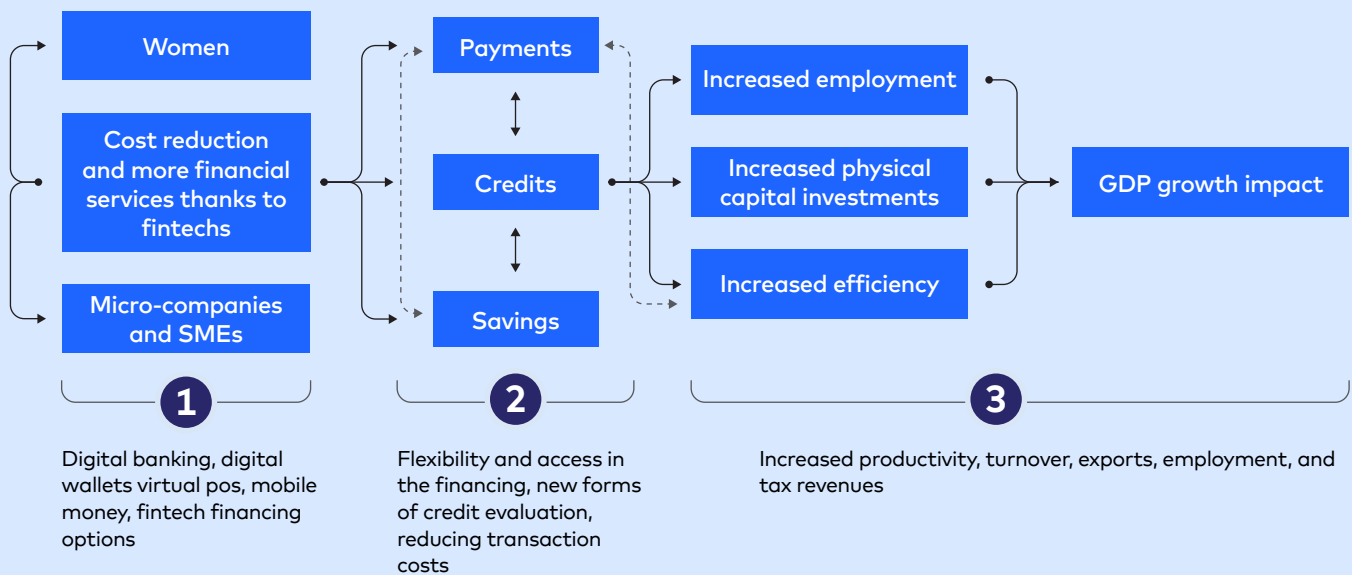 Women
Cost reduction
and more financial
services thanks to
fintechs
Micro-companies
and SMEs
Payments
Credits
Savings
Increased employment
Increased physical
capital investments
Increased efficiency
GDP growth impact
1
Digital banking, digital
wallets virtual pos, mobile
money, fintech financing
options
2
Flexibility and access in
the financing, new forms
of credit evaluation,
reducing transaction
costs
3
Increased productivity, turnover, exports, employment, and
tax revenues